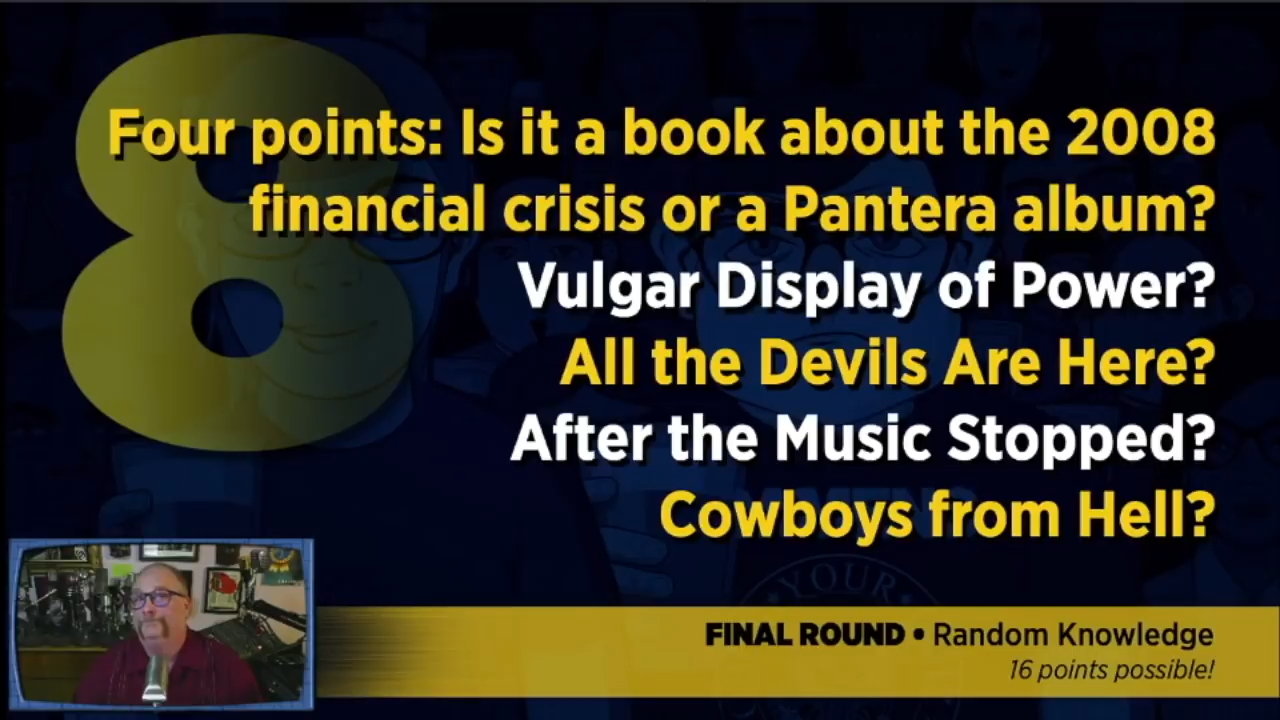 8
Four points: Is it a book about the 2008
financial crisis or a Pantera album?
Vulgar Display of Power?
All the Devils Are Here?
After the Music Stopped?
Cowboys from Hell?
YOUR
FINAL ROUND • Random Knowledge
16 points possible!